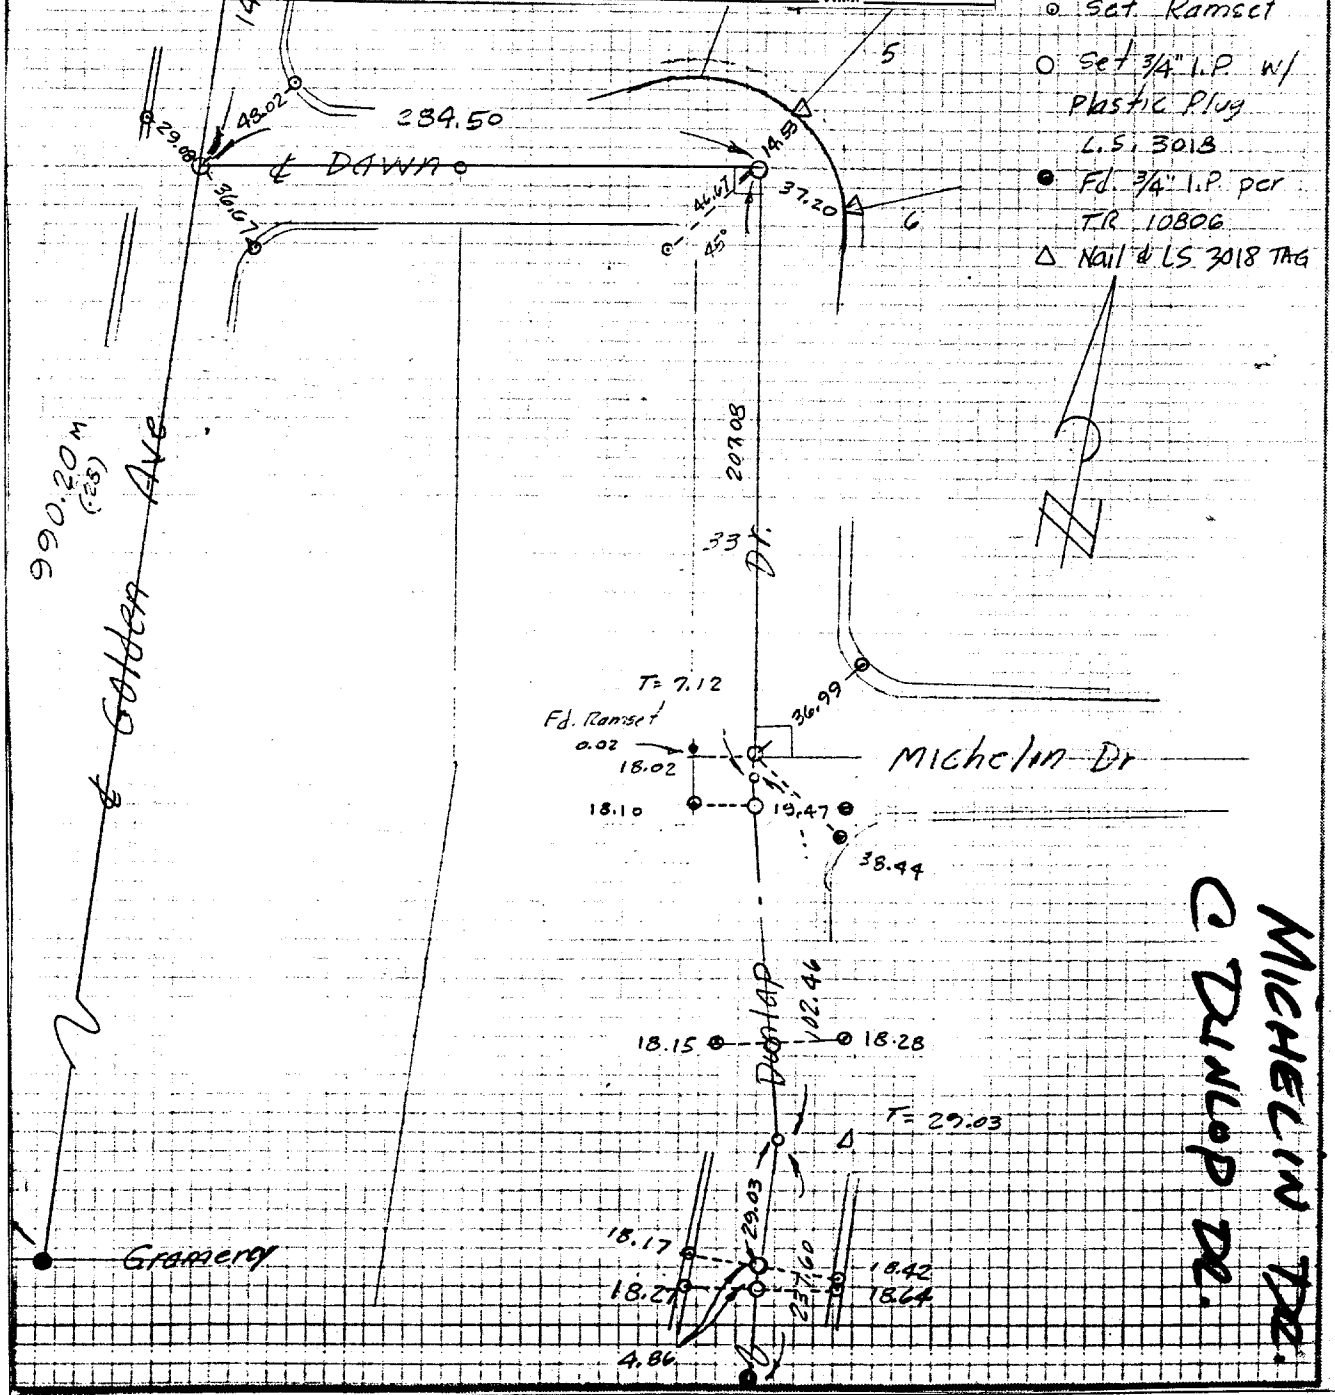 Set Ramset
Set 3/4" I.P. w/
Plastic Plug
L.S. 3018
Fd. 3/4" I.P. per
TR 10806
Nail & LS 3018 TAG
5
6
14
48.02
29.08
36.67
284.50
℄ DAWN
14.55
37.20
46.67
45°
990.20 M
(.28)
℄ Golden Ave
207.08
33
Dr.
T= 7.12
Fd. Ramset
0.02
18.02
18.10
36.99
Michelin Dr
19.47
38.44
N
Dunlap
102.46
18.15
18.28
T= 29.03
29.03
18.17
18.27
18.42
18.64
237.60
4.86
Gramercy
MICHELIN DR.
@ DUNLOP DR.